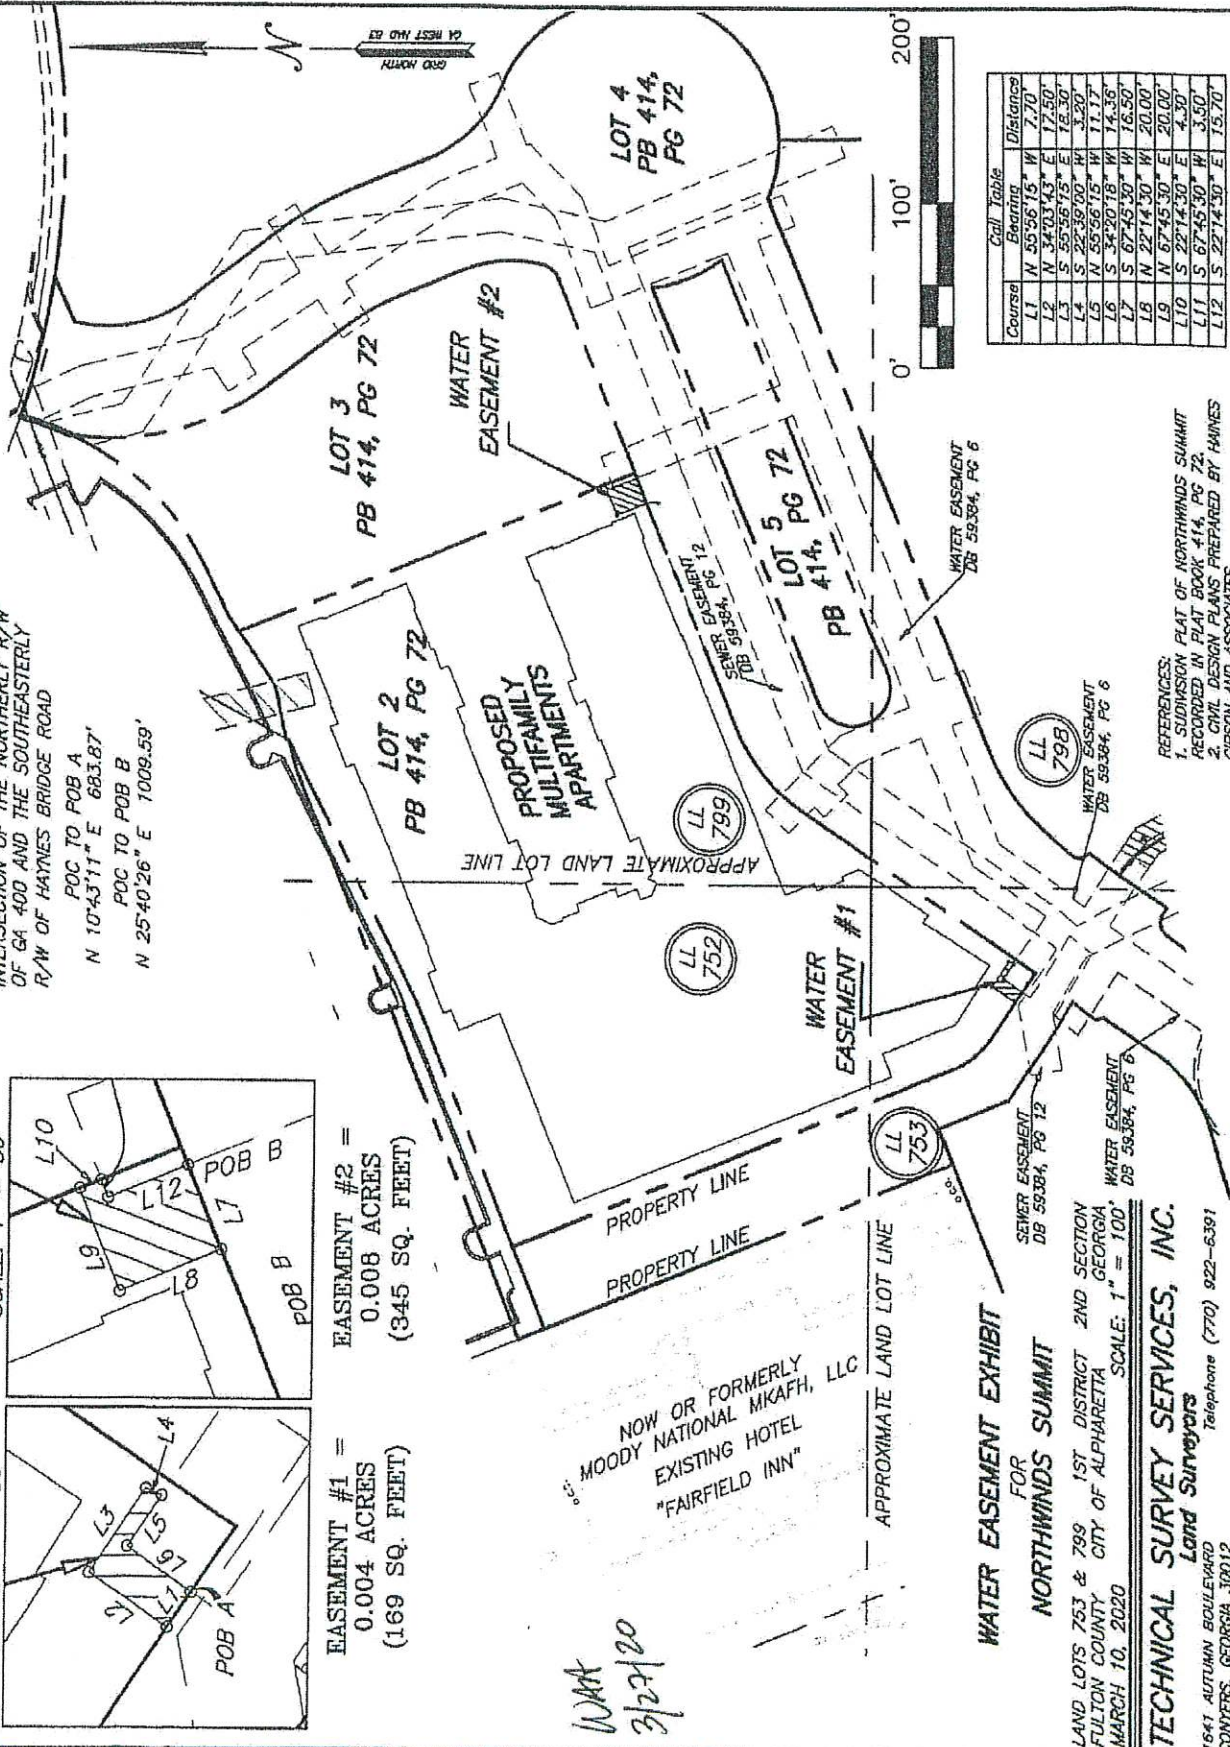 INTERSECTION OF THE NORTHERLY R/W
OF GA 400 AND THE SOUTHEASTERLY
R/W OF HAYNES BRIDGE ROAD
POC TO POB A
N 10°43'11" E 683.87'
POC TO POB B
N 25°40'26" E 1009.59'
GRID NORTH
GA WEST NAD 83
N
L1
L2
L3
L4
L5
L6
POB A
EASEMENT #1 =
0.004 ACRES
(169 SQ. FEET)
L7
L8
L9
L10
L12
POB B
POB B
EASEMENT #2 =
0.008 ACRES
(345 SQ. FEET)
LOT 4
PB 414,
PG 72
LOT 3
PB 414, PG 72
WATER
EASEMENT #2
LOT 2
PB 414, PG 72
PROPOSED
MULTIFAMILY
APARTMENTS
LOT 5
PB 414, PG 72
SEWER EASEMENT
DB 59384, PG 12
WATER EASEMENT
DB 59384, PG 6
LL
799
APPROXIMATE LAND LOT LINE
LL
752
LL
798
WATER EASEMENT
DB 59384, PG 6
WATER
EASEMENT #1
LL
753
SEWER EASEMENT
DB 59384, PG 12
WATER EASEMENT
DB 59384, PG 6
PROPERTY LINE
PROPERTY LINE
APPROXIMATE LAND LOT LINE
NOW OR FORMERLY
MOODY NATIONAL MKAFH, LLC
EXISTING HOTEL
"FAIRFIELD INN"
0' 100' 200'
Call Table
Course Bearing Distance
L1 N 55°56'15" W 7.70'
L2 N 34°03'43" E 17.50'
L3 S 55°56'15" E 18.30'
L4 S 22°39'00" W 3.20'
L5 N 55°56'15" W 11.17'
L6 S 34°20'18" W 14.36'
L7 S 67°45'30" W 16.50'
L8 N 22°14'30" W 20.00'
L9 N 67°45'30" E 20.00'
L10 S 22°14'30" E 4.30'
L11 S 67°45'30" W 3.50'
L12 S 22°14'30" E 15.70'
REFERENCES:
1. SUDIVISION PLAT OF NORTHWINDS SUMMIT
RECORDED IN PLAT BOOK 414, PG 72.
2. CIVIL DESIGN PLANS PREPARED BY HAINES
WAA
3/27/20
WATER EASEMENT EXHIBIT
FOR
NORTHWINDS SUMMIT
LAND LOTS 753 & 799 1ST DISTRICT 2ND SECTION
FULTON COUNTY CITY OF ALPHARETTA GEORGIA
MARCH 10, 2020 SCALE: 1" = 100'
TECHNICAL SURVEY SERVICES, INC.
Land Surveyors
1641 AUTUMN BOULEVARD Telephone (770) 922-6391
CONYERS, GEORGIA 30012